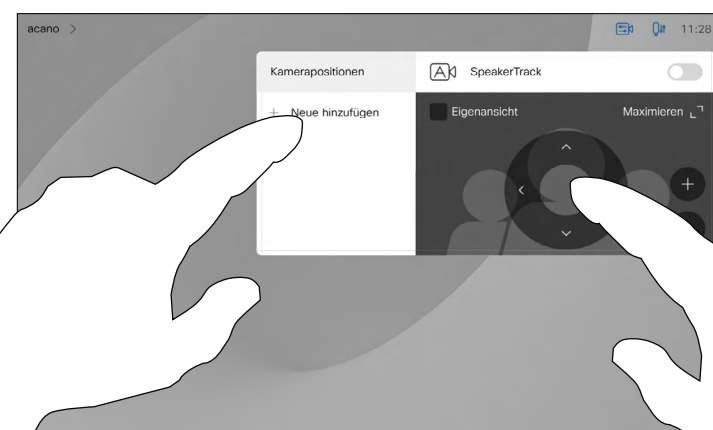 acano >
11:28
Kamerapositionen
SpeakerTrack
+ Neue hinzufügen
Eigenansicht
Maximieren